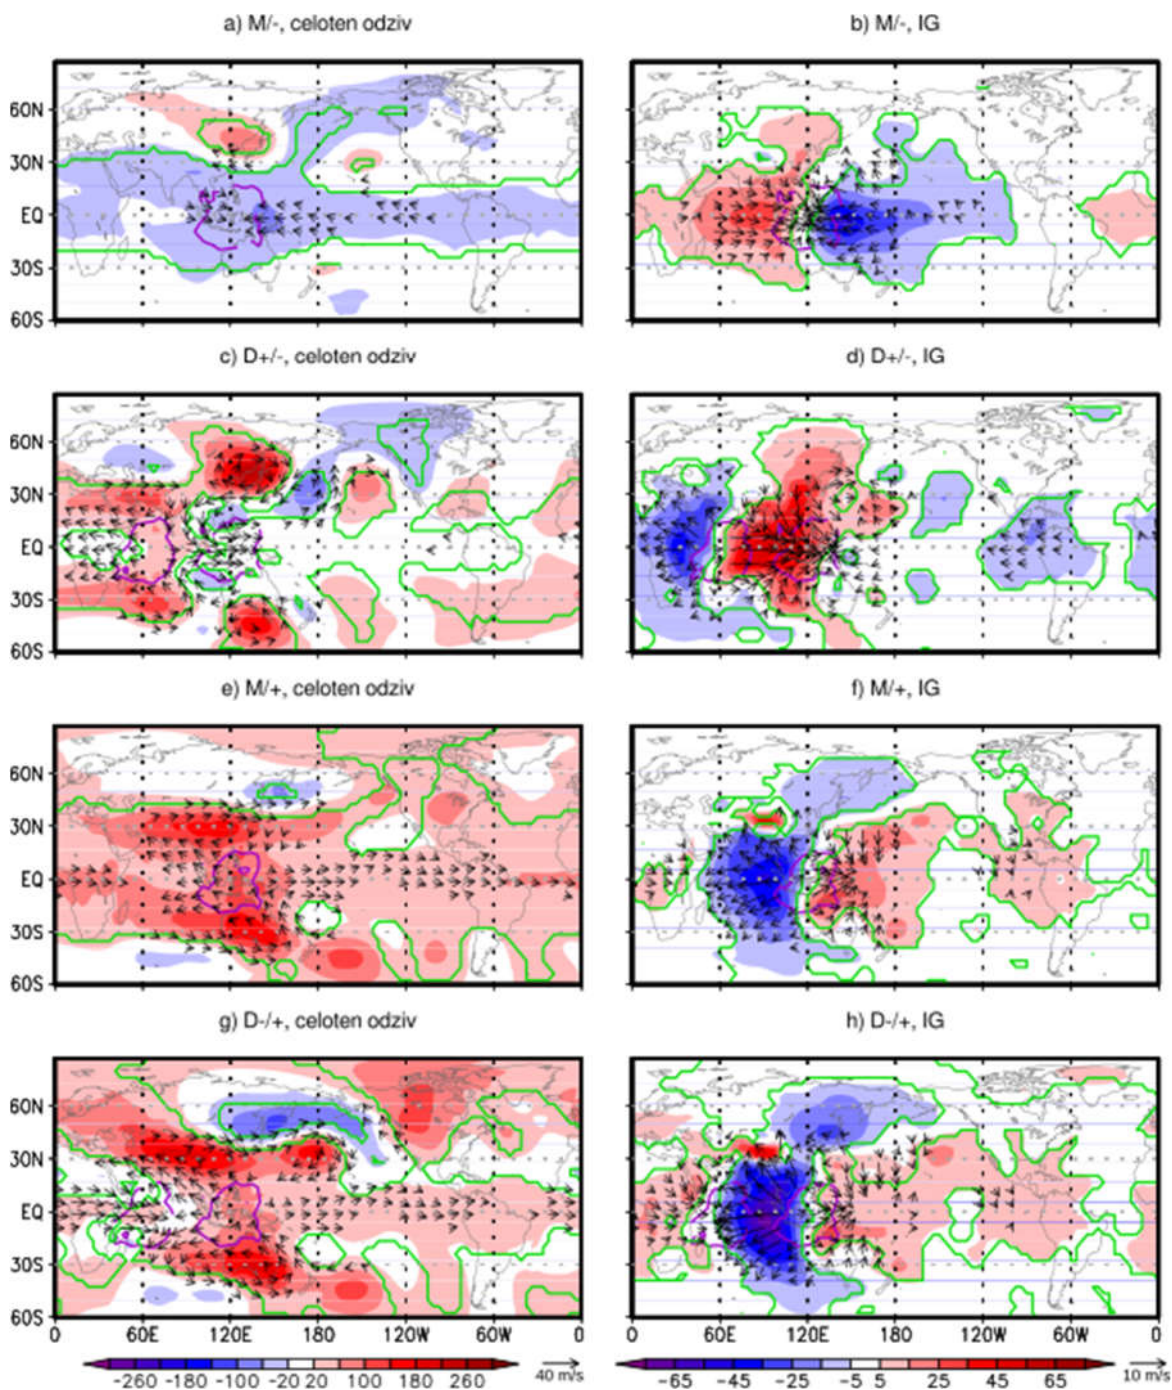 a) M/-, celoten odziv
b) M/-, IG
60N
30N
EQ
30S
60S
c) D+/-, celoten odziv
d) D+/-, IG
60N
30N
EQ
30S
60S
e) M/+, celoten odziv
f) M/+, IG
60N
30N
EQ
30S
60S
g) D-/+, celoten odziv
h) D-/+, IG
60N
30N
EQ
30S
60S
0 60E 120E 180 120W 60W 0
0 60E 120E 180 120W 60W 0
-260 -180 -100 -20 20 100 180 260
40 m/s
-65 -45 -25 -5 5 25 45 65
10 m/s